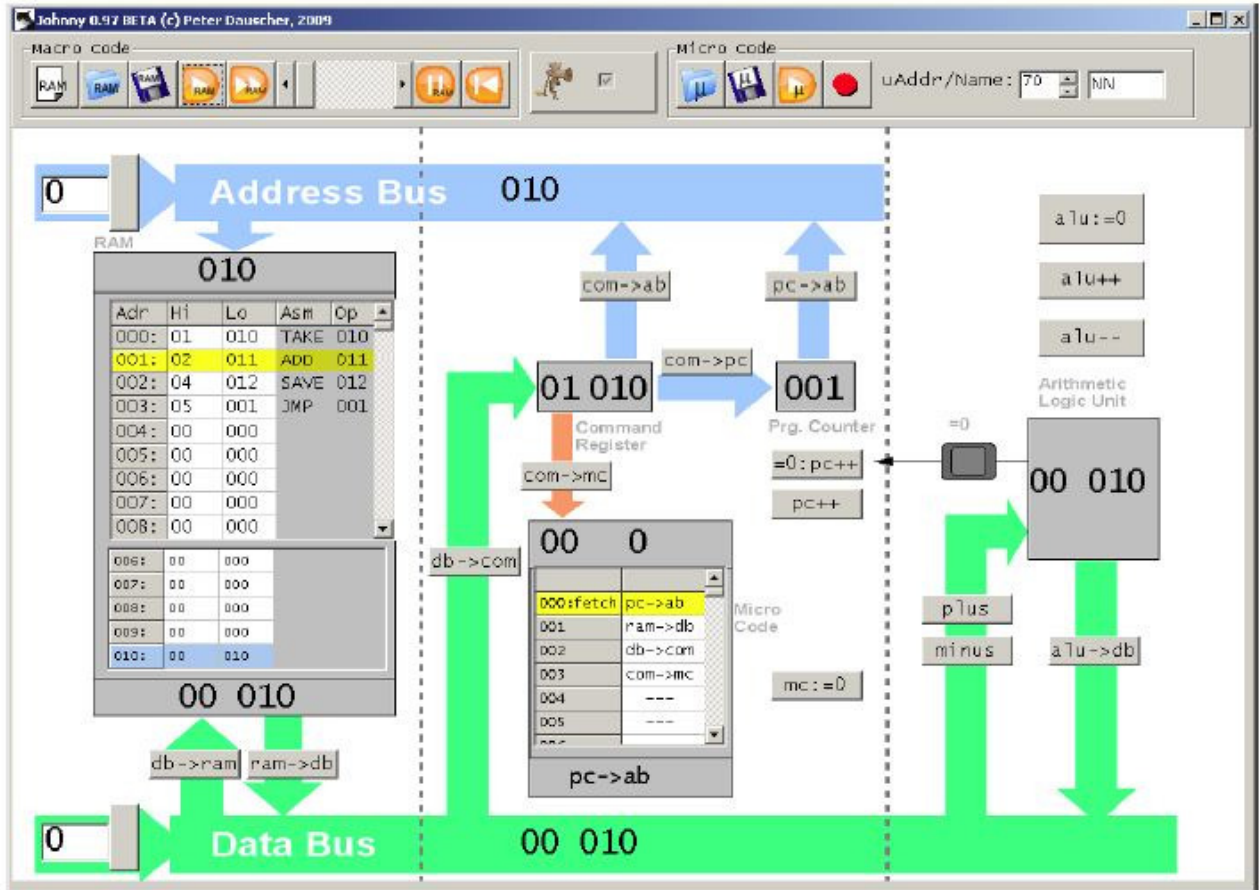 Johnny 0.97 BETA (c) Peter Dauscher, 2009
Macro code
Micro code
RAM RAM RAM RAM RAM RAM
µ µ µ
uAddr/Name: 70 NN
0
Address Bus 010
RAM
010
Adr Hi Lo Asm Op
000: 01 010 TAKE 010
001: 02 011 ADD 011
002: 04 012 SAVE 012
003: 05 001 JMP 001
004: 00 000
005: 00 000
006: 00 000
007: 00 000
008: 00 000
006: 00 000
007: 00 000
008: 00 000
009: 00 000
010: 00 010
00 010
db->ram ram->db
com->ab pc->ab
com->pc
01 010
001
Command
Register
Prg. Counter
com->mc
=0:pc++
pc++
db->com
00 0
000:fetch pc->ab
001 ram->db
002 db->com
003 com->mc
004 ---
005 ---
pc->ab
Micro
Code
mc:=0
alu:=0
alu++
alu--
Arithmetic
Logic Unit
=0
00 010
plus
minus
alu->db
0
Data Bus 00 010